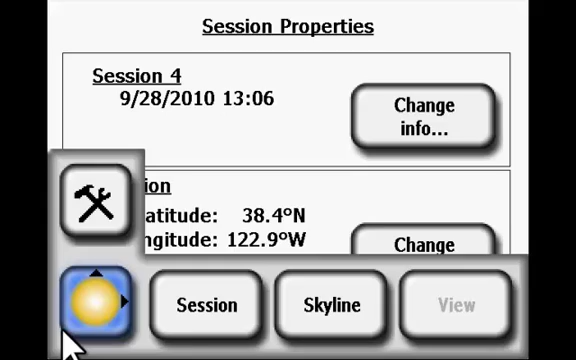 Session Properties
Session 4
9/28/2010 13:06
Change
info...
ion
atitude: 38.4°N
ngitude: 122.9°W
Change
Session
Skyline
View